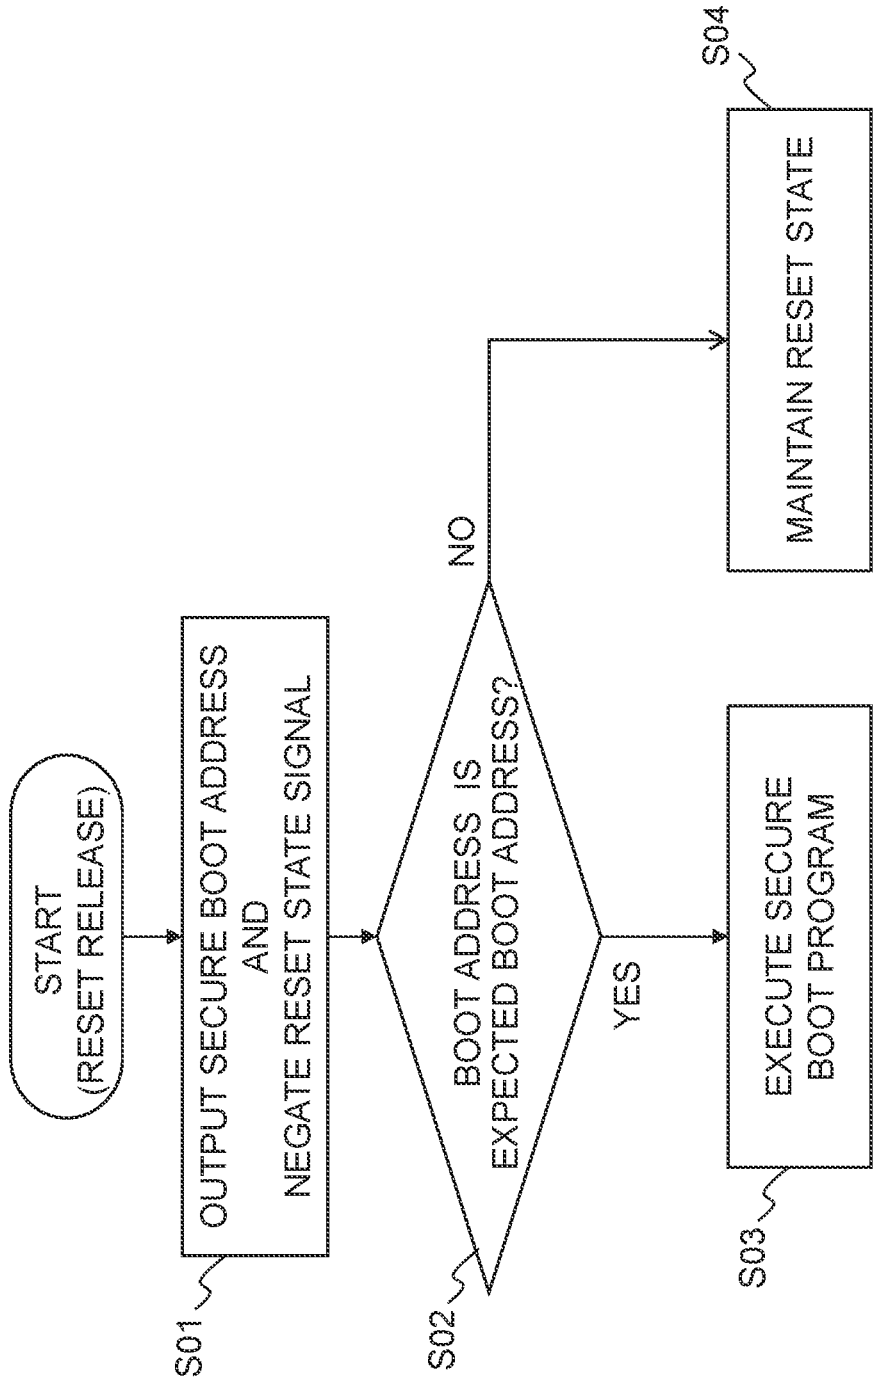 START
(RESET RELEASE)
S01
OUTPUT SECURE BOOT ADDRESS
AND
NEGATE RESET STATE SIGNAL
S02
BOOT ADDRESS IS
EXPECTED BOOT ADDRESS?
NO
YES
S03
EXECUTE SECURE
BOOT PROGRAM
S04
MAINTAIN RESET STATE